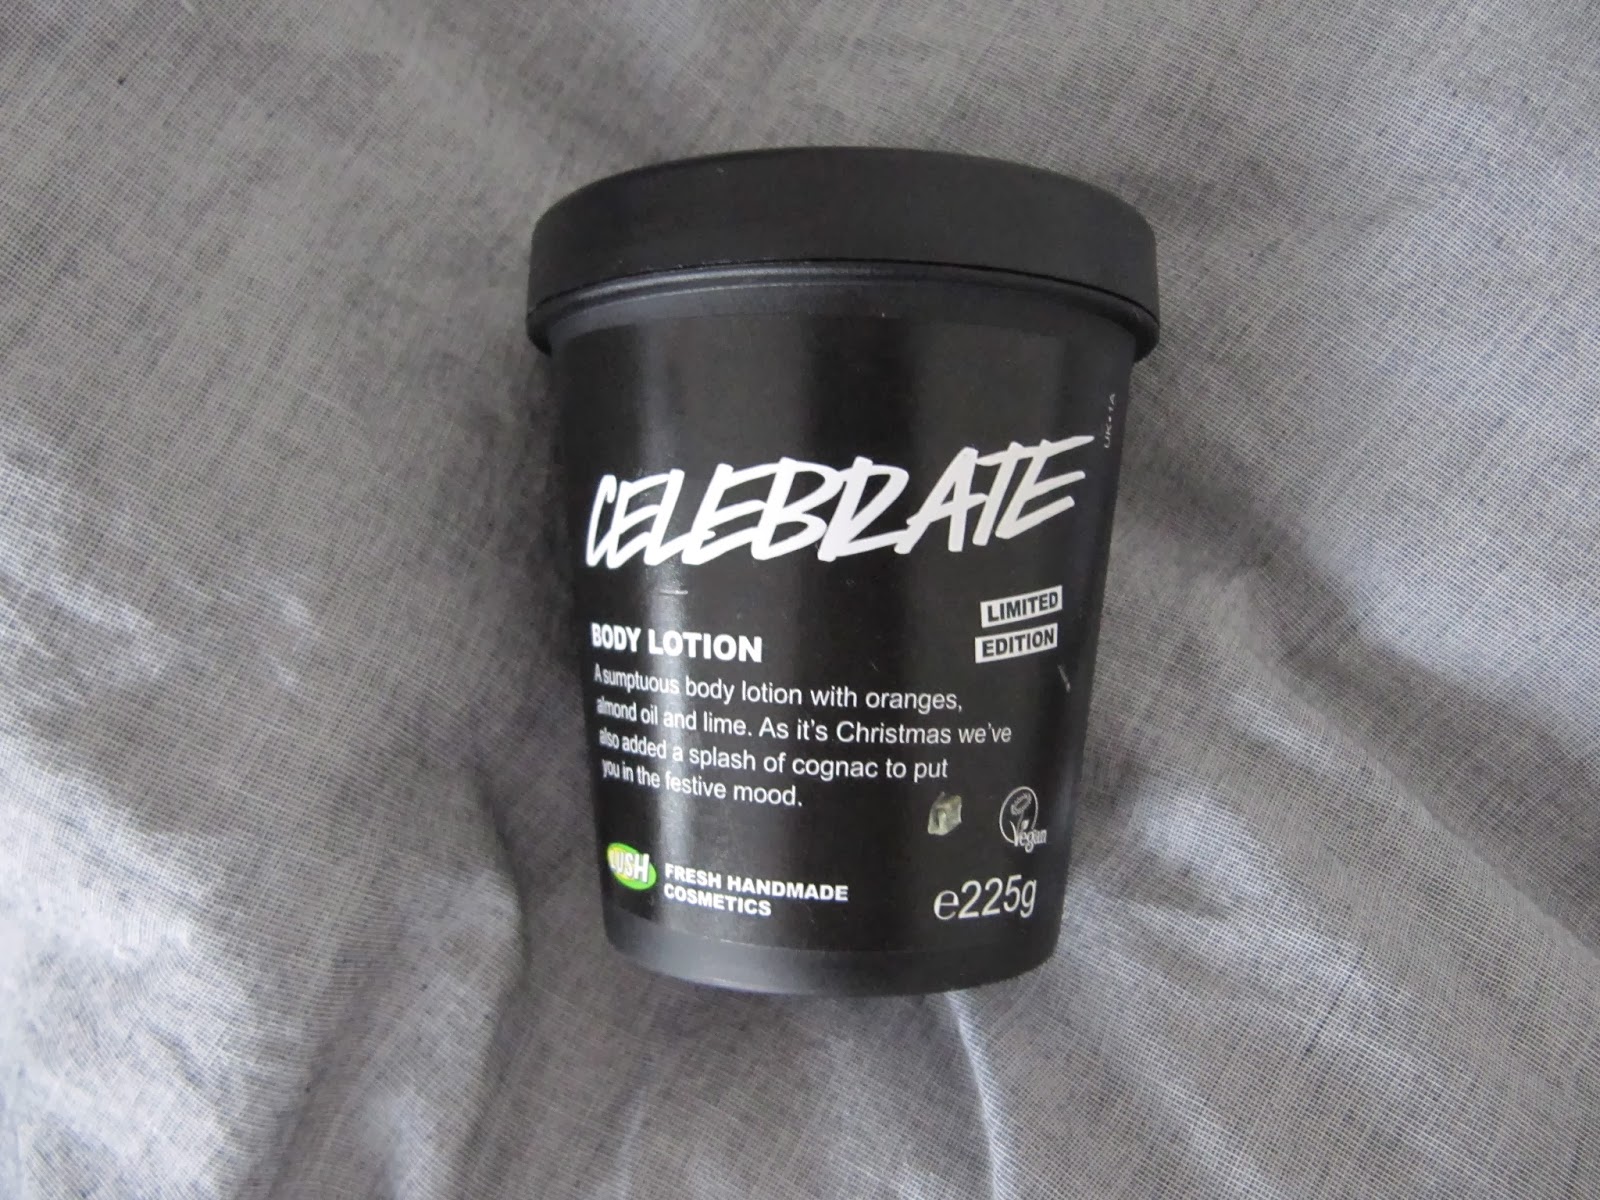 CELEBRATE
LIMITED
EDITION
BODY LOTION
A sumptuous body lotion with oranges,
almond oil and lime. As it's Christmas we've
also added a splash of cognac to put
you in the festive mood.
Vegan
LUSH
FRESH HANDMADE
COSMETICS
e225g